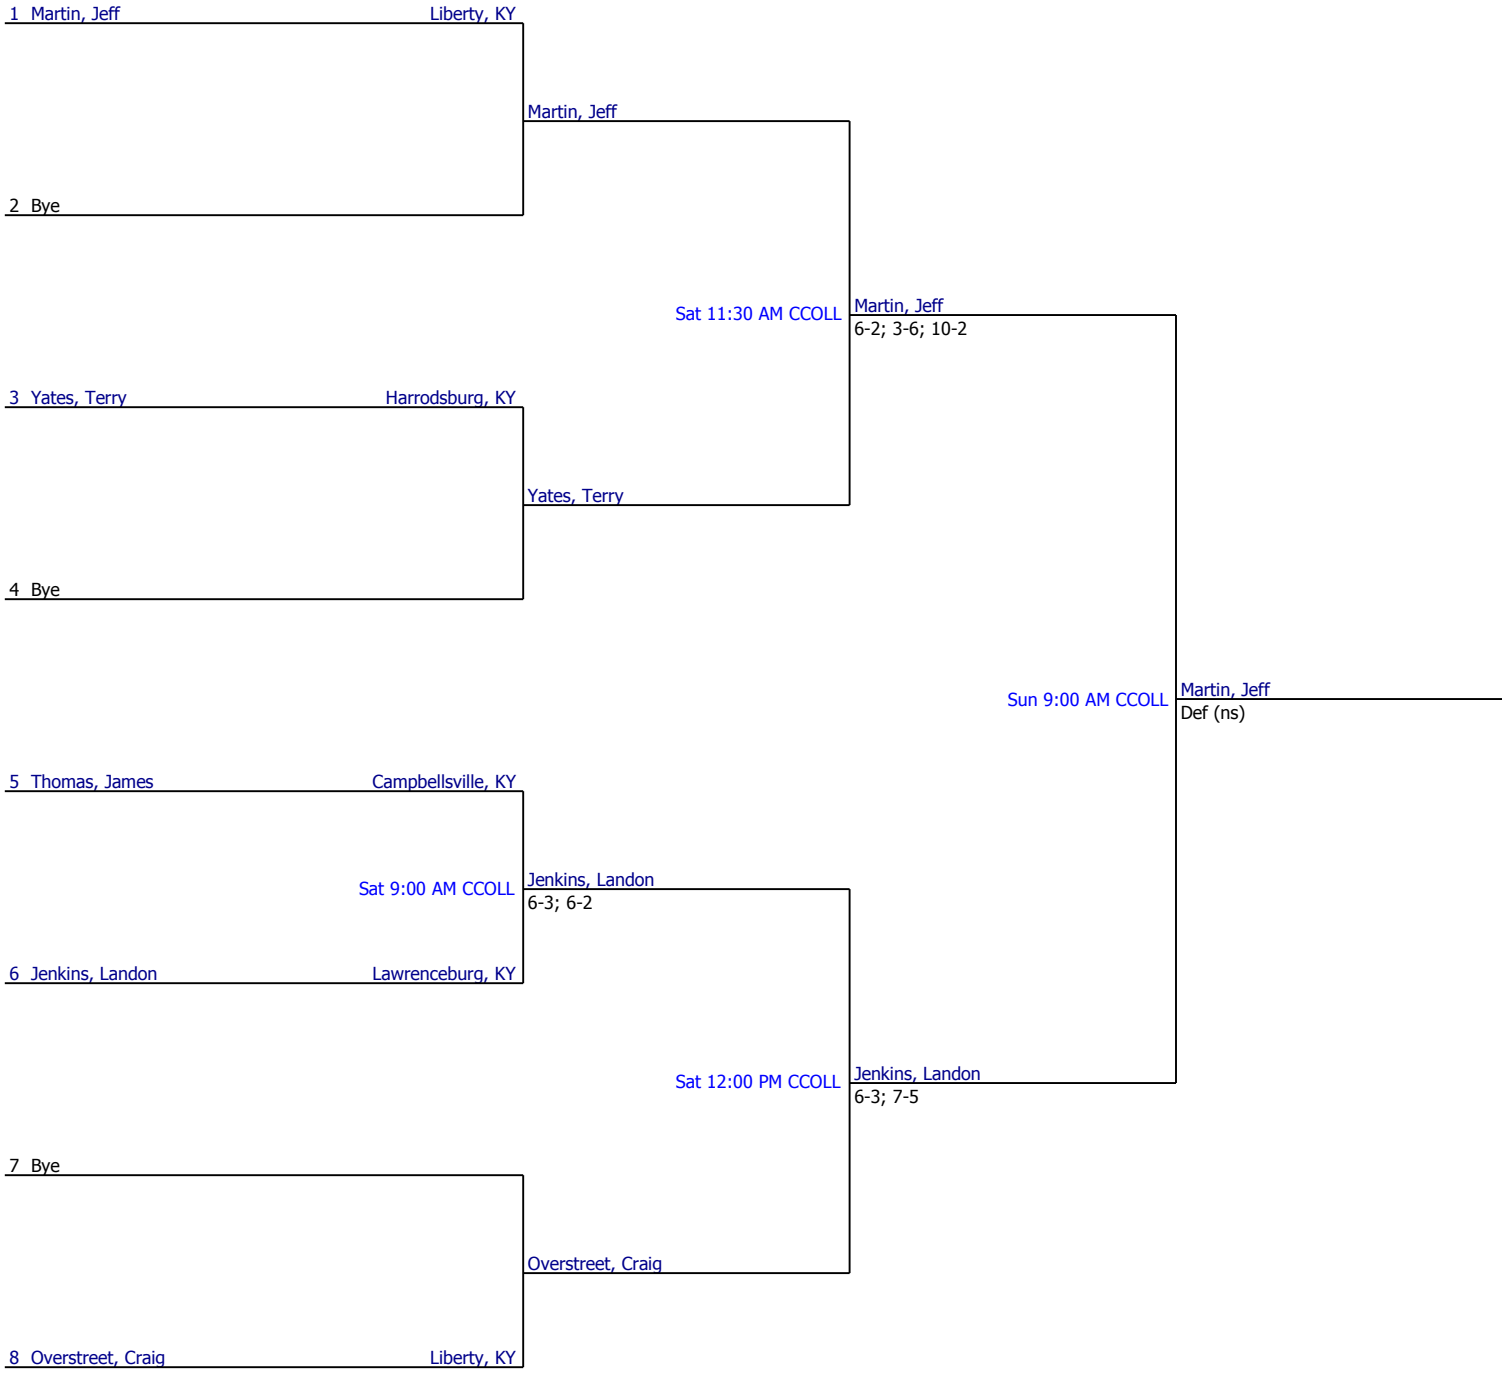 1 Martin, Jeff Liberty, KY
Martin, Jeff
2 Bye
Sat 11:30 AM CCOLL
Martin, Jeff
6-2; 3-6; 10-2
3 Yates, Terry Harrodsburg, KY
Yates, Terry
4 Bye
Sun 9:00 AM CCOLL
Martin, Jeff
Def (ns)
5 Thomas, James Campbellsville, KY
Sat 9:00 AM CCOLL
Jenkins, Landon
6-3; 6-2
6 Jenkins, Landon Lawrenceburg, KY
Sat 12:00 PM CCOLL
Jenkins, Landon
6-3; 7-5
7 Bye
Overstreet, Craig
8 Overstreet, Craig Liberty, KY